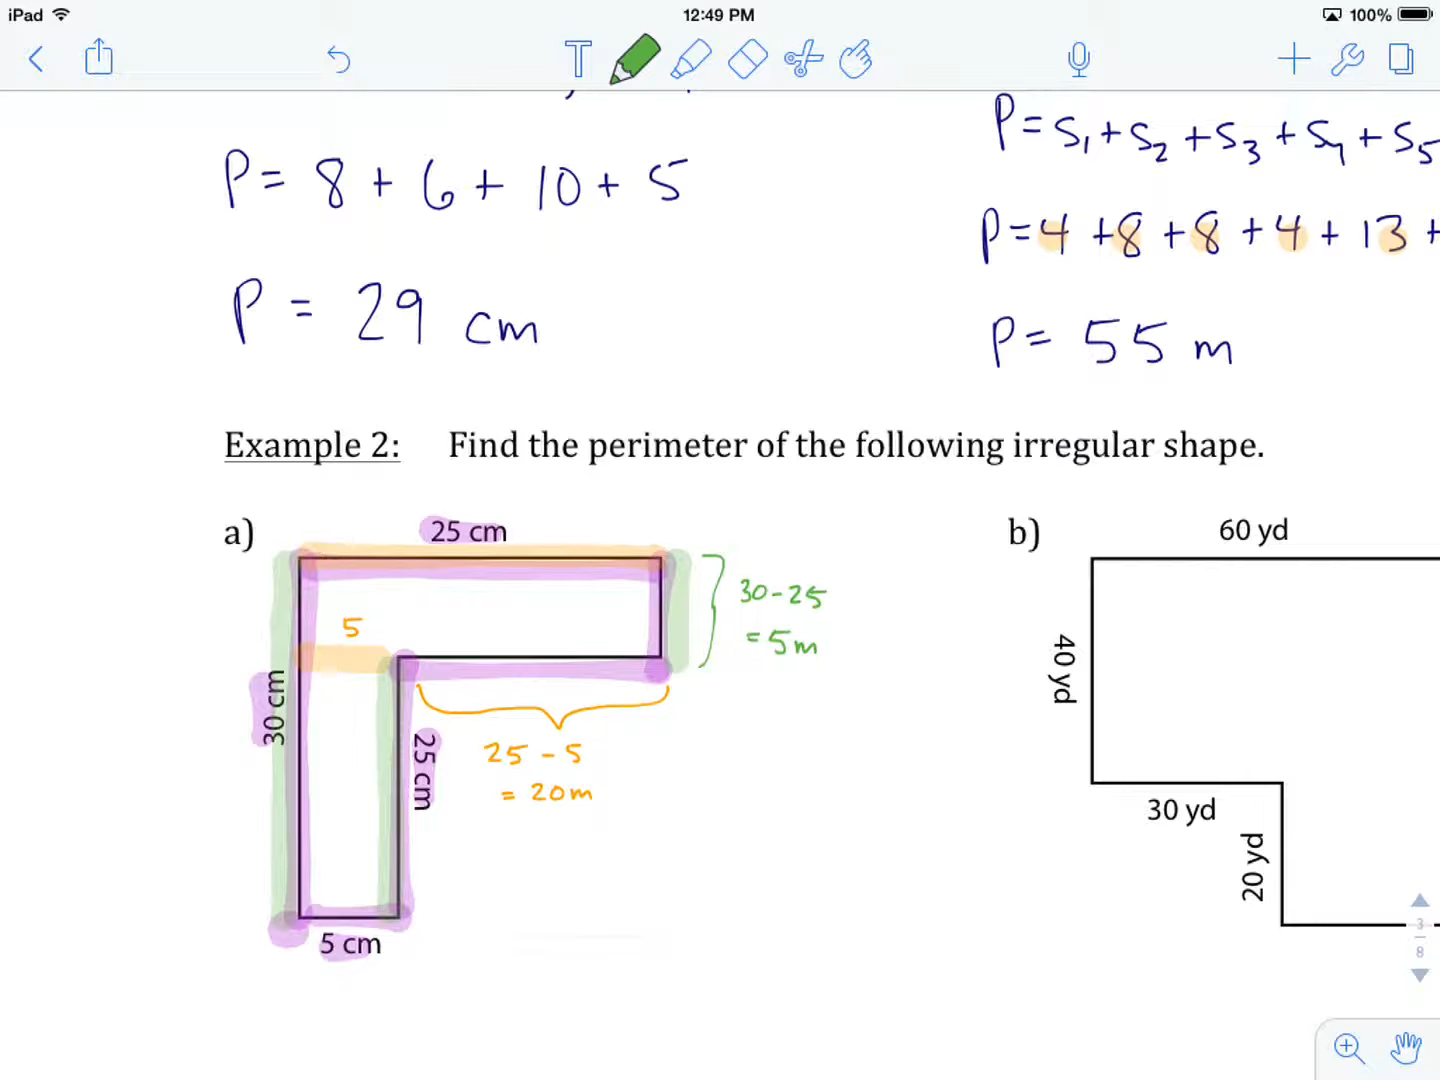 iPad 12:49 PM 100%
P = 8 + 6 + 10 + 5
P = 29 cm
P = S₁ + S₂ + S₃ + S₄ + S₅
P = 4 + 8 + 8 + 4 + 13 +
P = 55 m
Example 2: Find the perimeter of the following irregular shape.
a)
25 cm
30 - 25
= 5m
5
30 cm
25 cm
25 - 5
= 20m
5 cm
b)
60 yd
40 yd
30 yd
20 yd
3
8